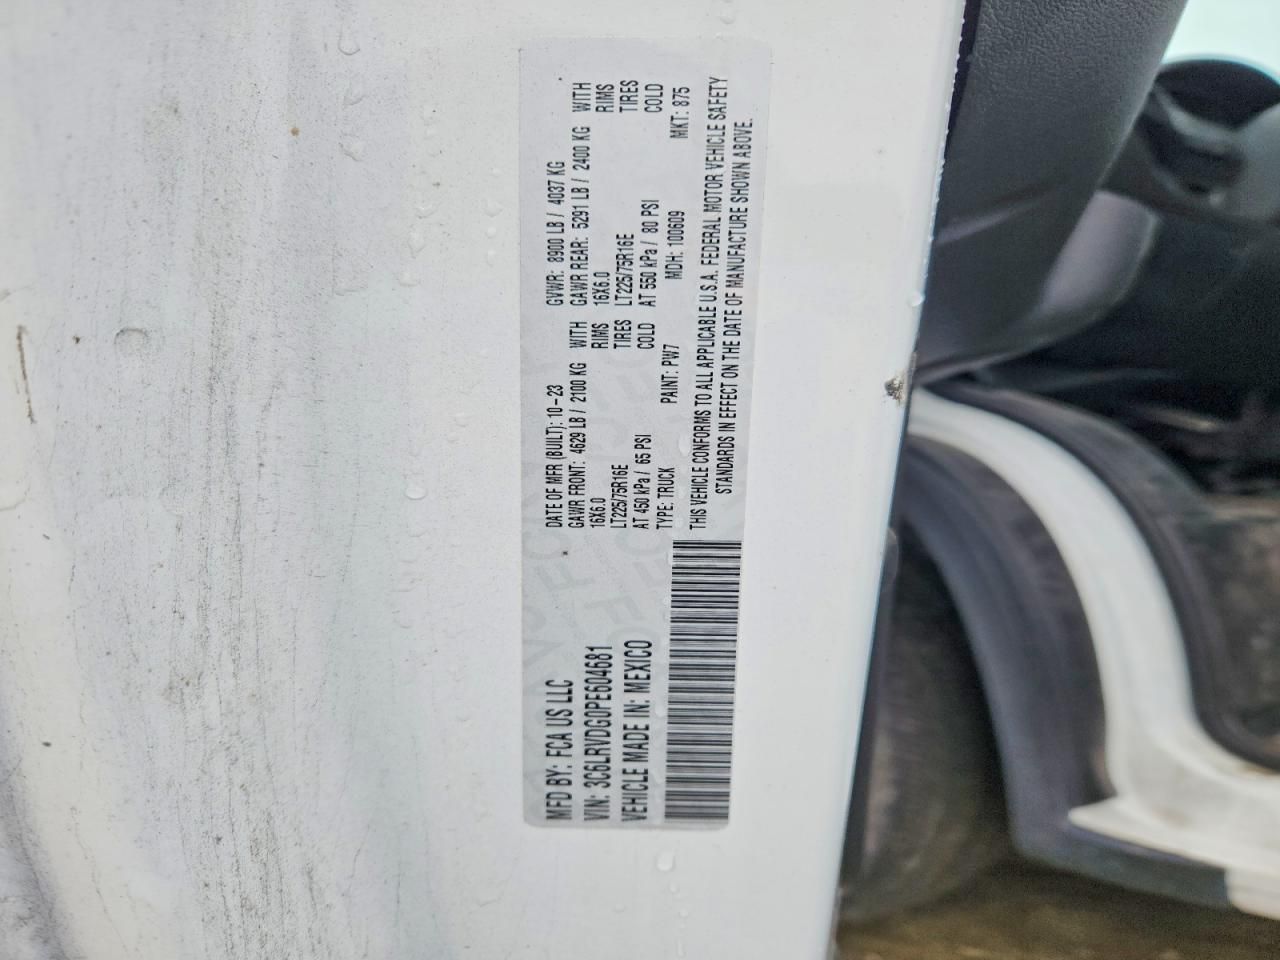 MFD BY: FCA US LLC
VIN: 3C6LRVDG0PE604681
VEHICLE MADE IN: MEXICO
DATE OF MFR (BUILT): 10-23 GVWR: 8900 LB / 4037 KG
GAWR FRONT: 4629 LB / 2100 KG WITH GAWR REAR: 5291 LB / 2400 KG WITH
16X6.0 RIMS 16X6.0 RIMS
LT225/75R16E TIRES LT225/75R16E TIRES
AT 450 kPa / 65 PSI COLD AT 550 kPa / 80 PSI COLD
TYPE: TRUCK PAINT: PW7 MDH: 100609 MKT: 875
THIS VEHICLE CONFORMS TO ALL APPLICABLE U.S.A. FEDERAL MOTOR VEHICLE SAFETY
STANDARDS IN EFFECT ON THE DATE OF MANUFACTURE SHOWN ABOVE.